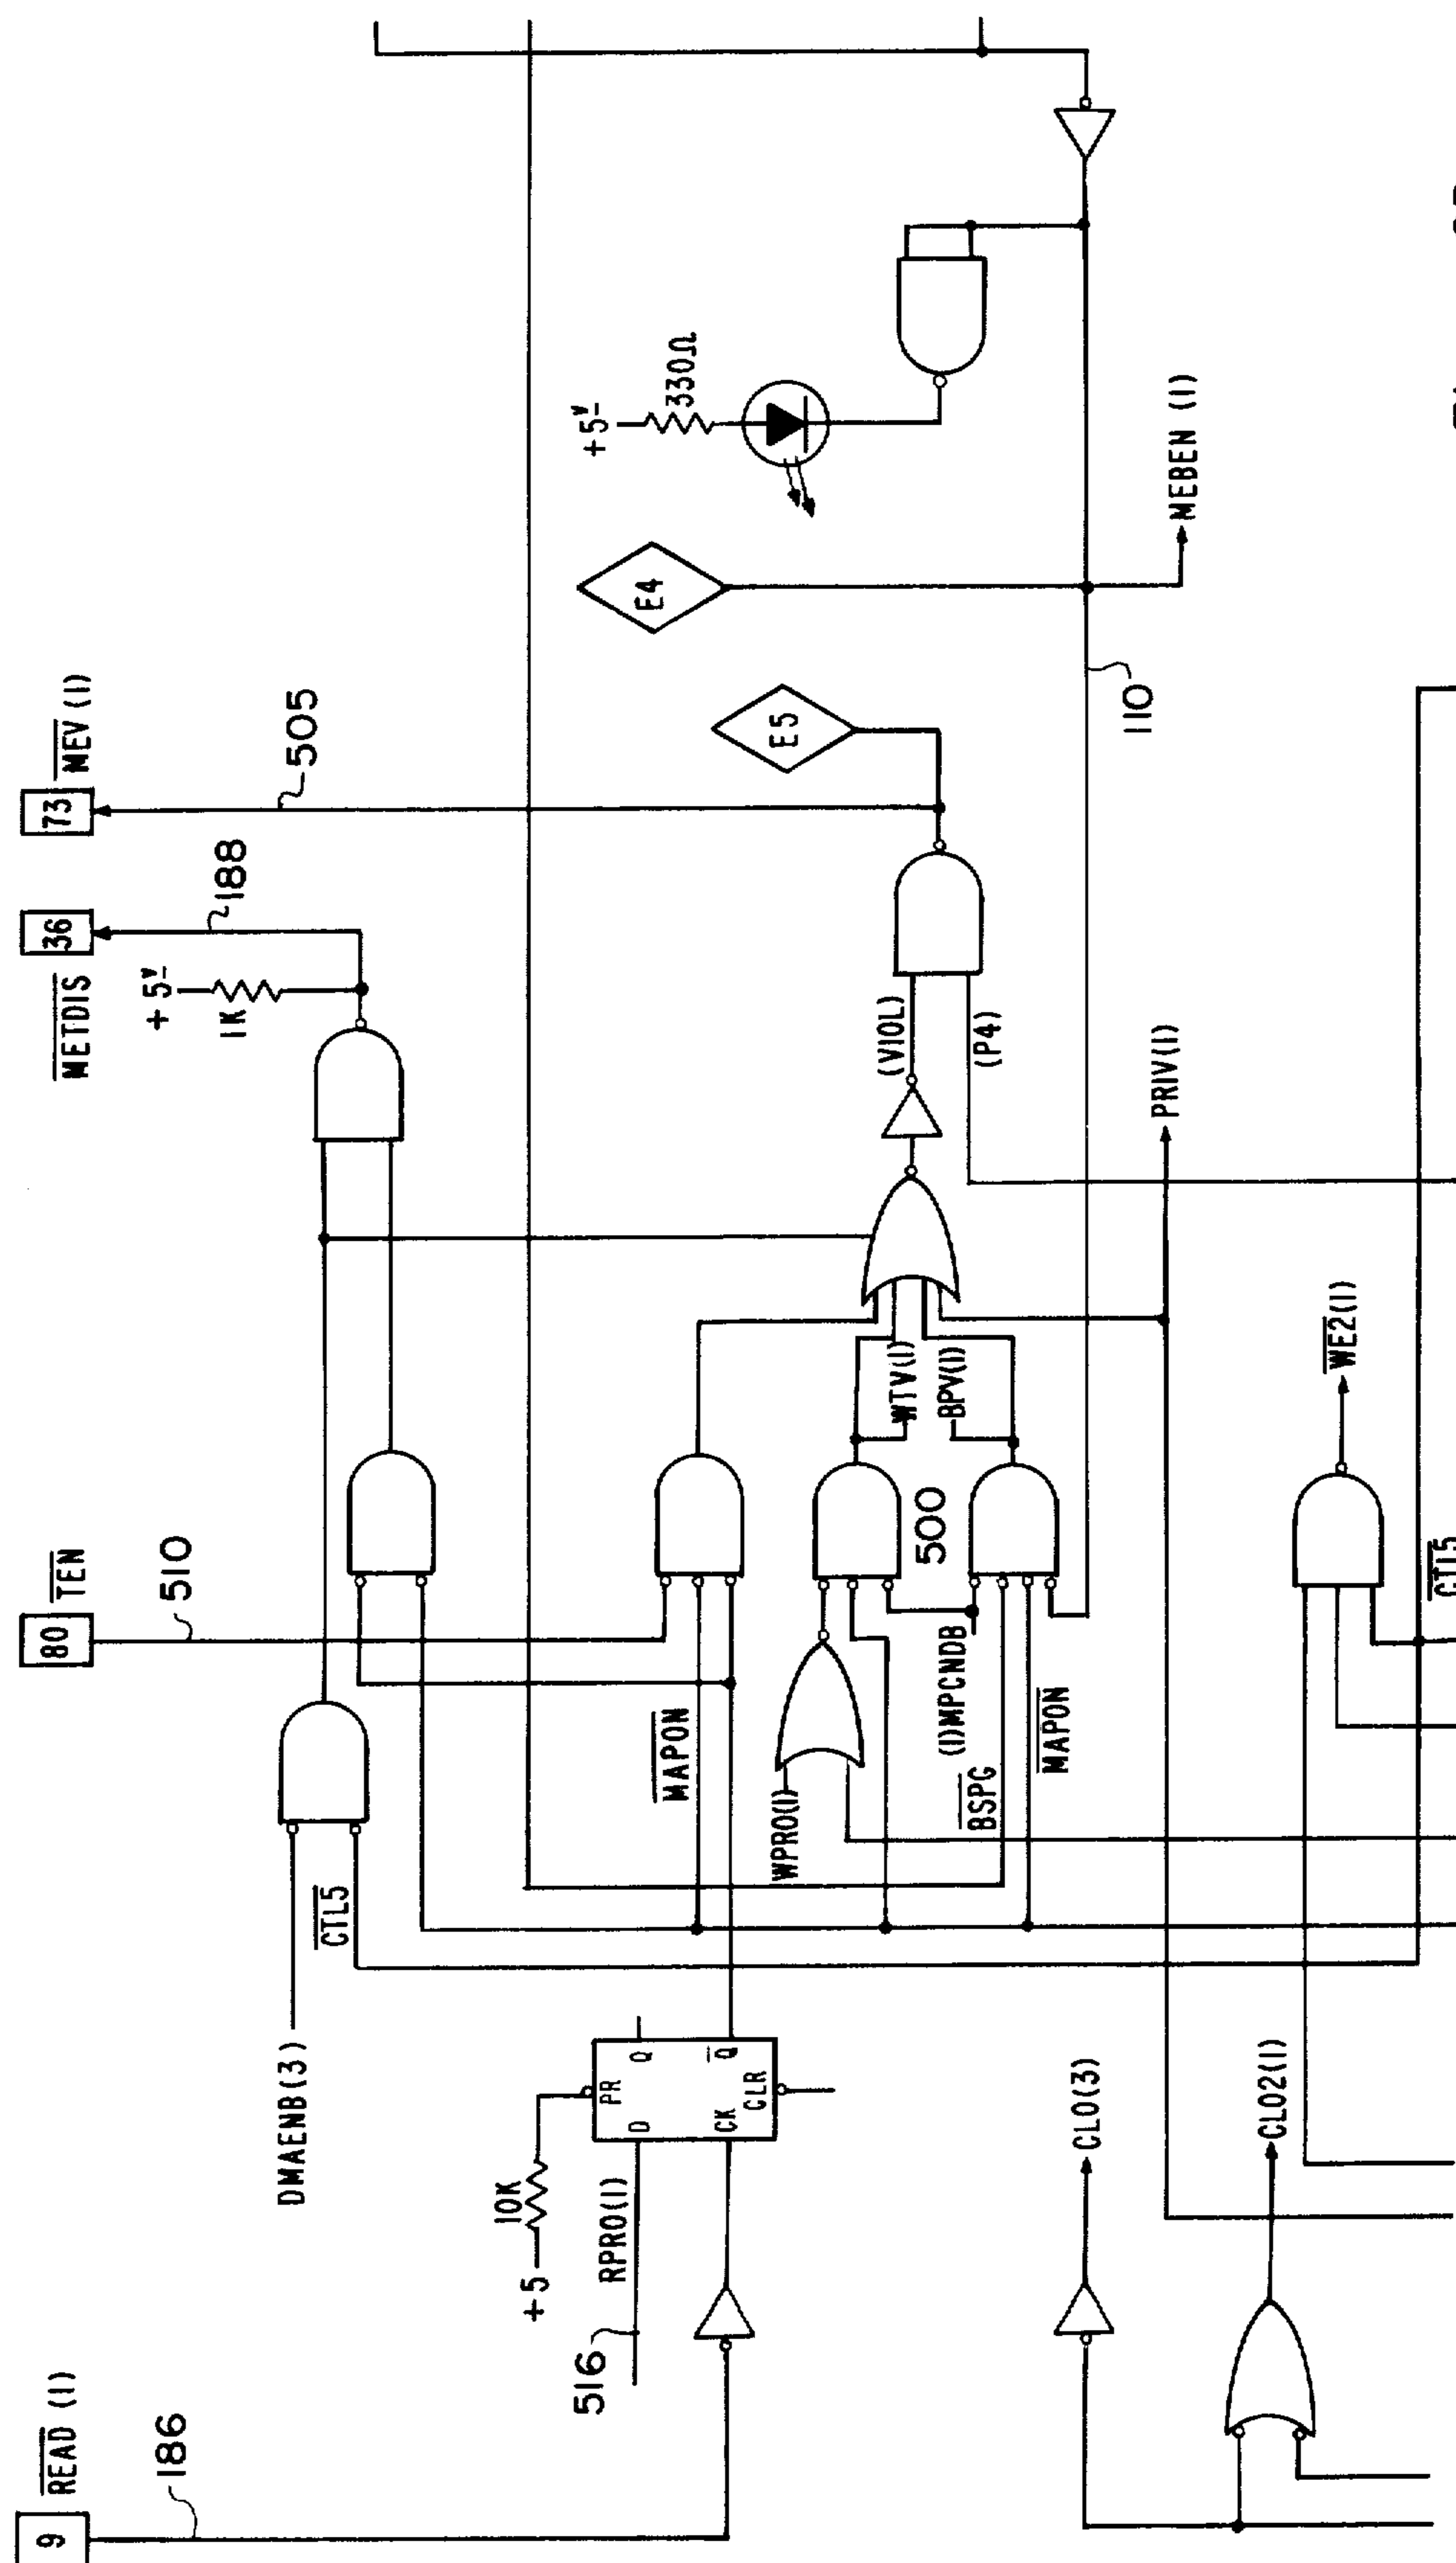 9
READ (1)
186
80
TEN
510
36
METDIS
188
73
MEV (1)
505
DMAENB(3)
CTL5
+5V
1K
+5
10K
516
RPRO(1)
PR
D
Q
CK
Q
CLR
MAPON
WPRO(1)
BSPG
(1)MPCNDB
MAPON
500
WTV(1)
BPV(1)
(VIOL)
(P4)
E5
E4
+5V
330Ω
110
MEBEN (1)
PRIV(1)
CLO(3)
CLO2(1)
WE2(1)
CTL5